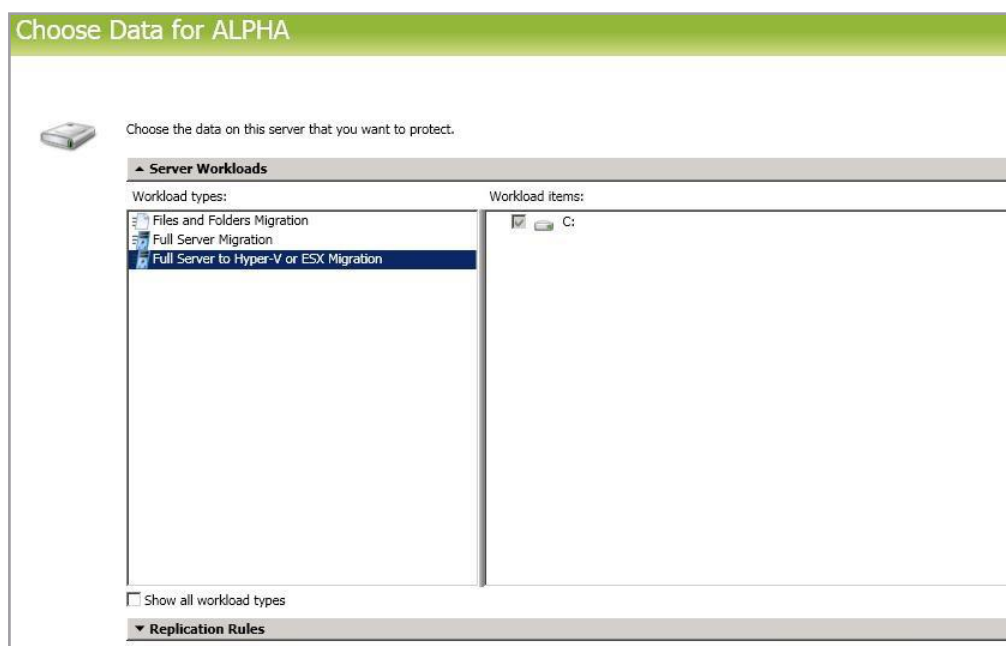 Choose Data for ALPHA
Choose the data on this server that you want to protect.
Server Workloads
Workload types:
Workload items:
Files and Folders Migration
C:
Full Server Migration
Full Server to Hyper-V or ESX Migration
Show all workload types
Replication Rules